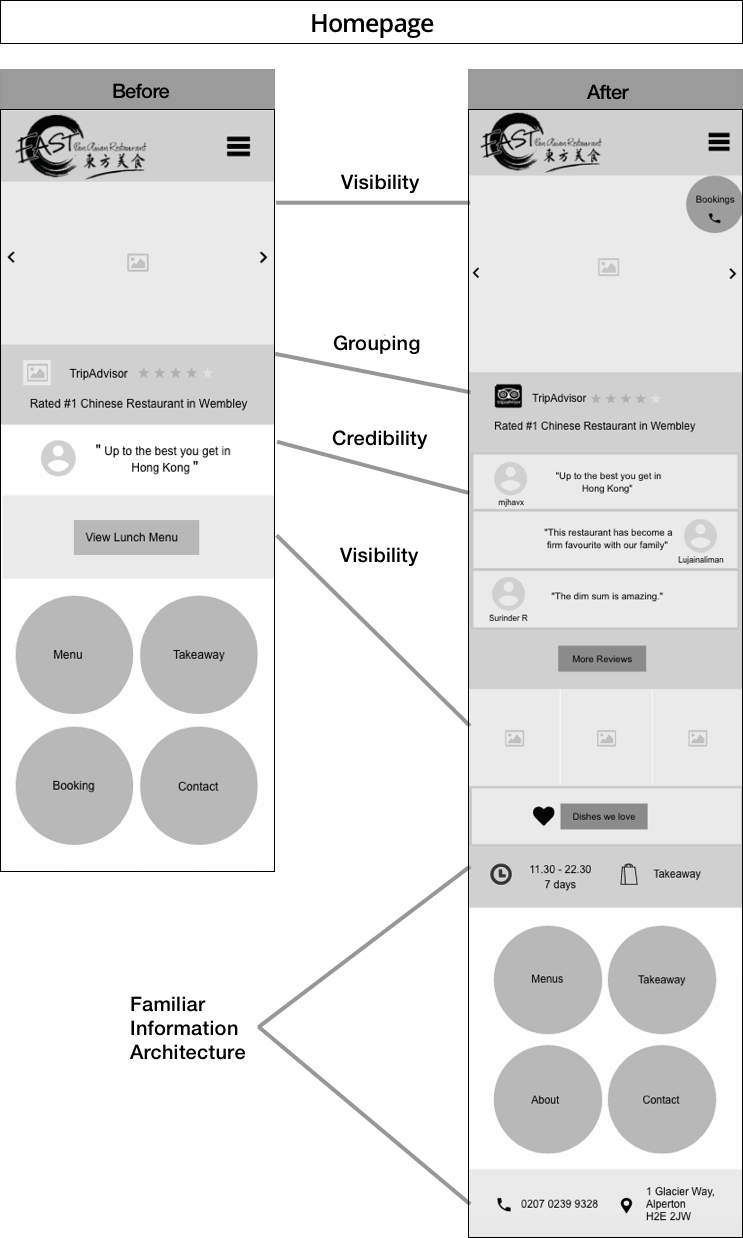 Homepage
Before
EAST Pan Asian Restaurant
東方美食
TripAdvisor
Rated #1 Chinese Restaurant in Wembley
" Up to the best you get in
Hong Kong "
View Lunch Menu
Menu
Takeaway
Booking
Contact
Visibility
Grouping
Credibility
Visibility
Familiar
Information
Architecture
After
EAST Pan Asian Restaurant
東方美食
Bookings
tripadvisor
TripAdvisor
Rated #1 Chinese Restaurant in Wembley
"Up to the best you get in
Hong Kong"
mjhavx
"This restaurant has become a
firm favourite with our family"
Lujainaliman
"The dim sum is amazing."
Surinder R
More Reviews
Dishes we love
11.30 - 22.30
7 days
Takeaway
Menus
Takeaway
About
Contact
0207 0239 9328
1 Glacier Way,
Alperton
H2E 2JW